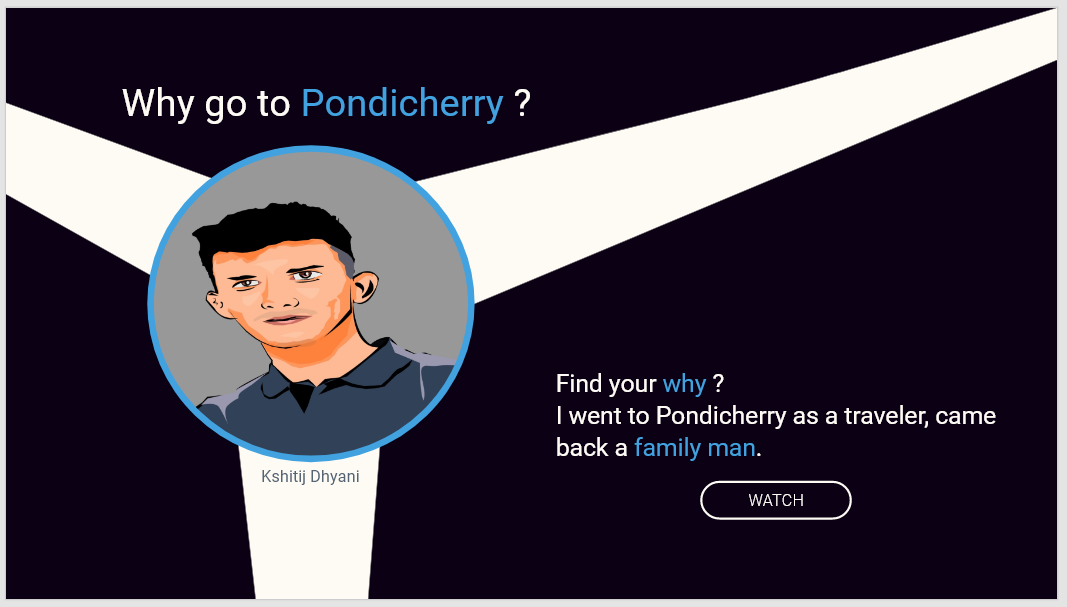 Why go to Pondicherry ?
Kshitij Dhyani
Find your why ?
I went to Pondicherry as a traveler, came
back a family man.
WATCH